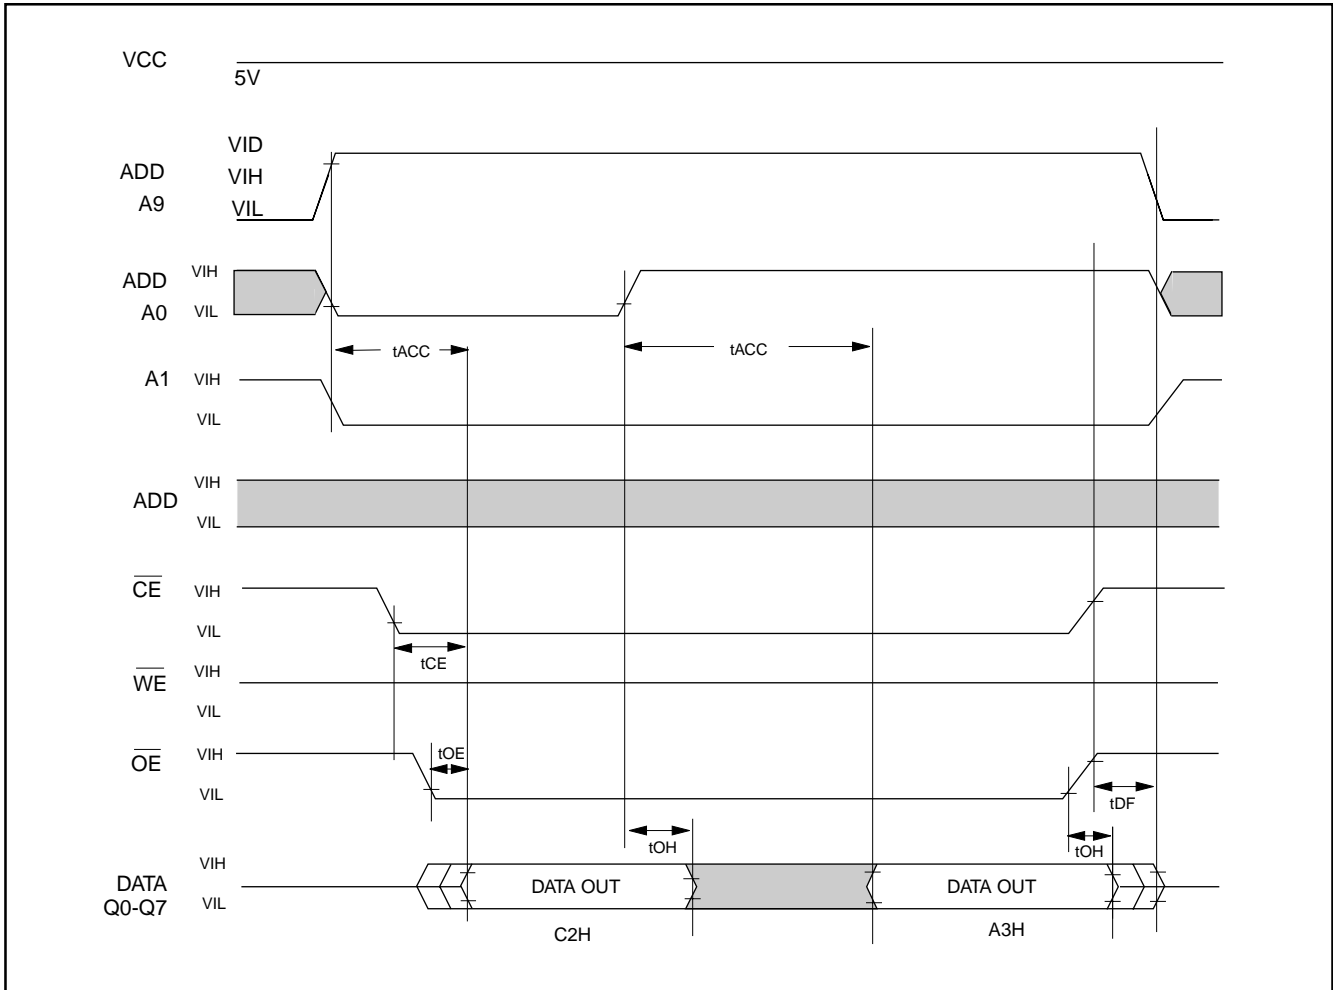 VCC
5V
VID
ADD
VIH
A9
VIL
VIH
ADD
A0
VIL
tACC
tACC
A1
VIH
VIL
VIH
ADD
VIL
CE
VIH
VIL
tCE
VIH
WE
VIL
tOE
VIH
OE
VIL
tDF
tOH
tOH
VIH
DATA
DATA OUT
DATA OUT
Q0-Q7
VIL
C2H
A3H